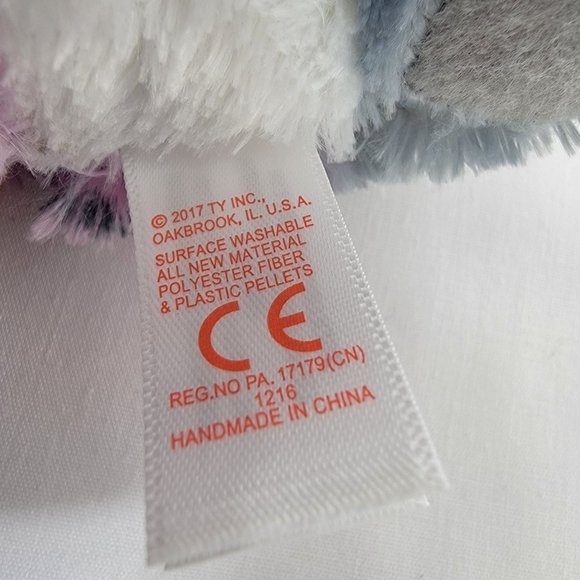 © 2017 TY INC.,
OAKBROOK, IL. U.S.A.
SURFACE WASHABLE
ALL NEW MATERIAL
POLYESTER FIBER
& PLASTIC PELLETS
CE
REG.NO PA. 17179(CN)
1216
HANDMADE IN CHINA